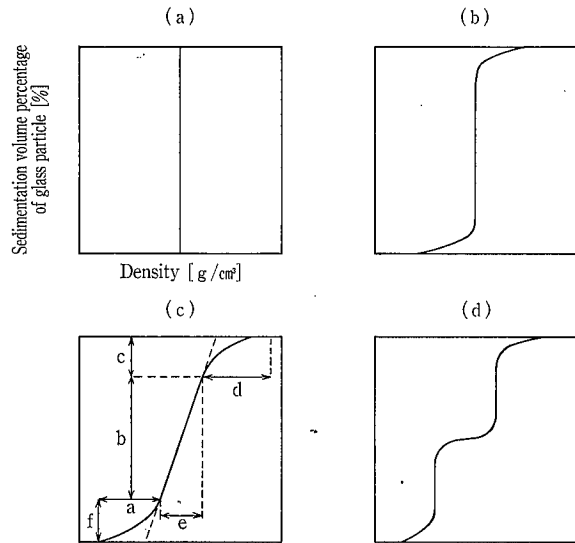 (a)
(b)
Sedimentation volume percentage
of glass particle [%]
Density [g/cm³]
(c)
(d)
c
d
b
a
f
e